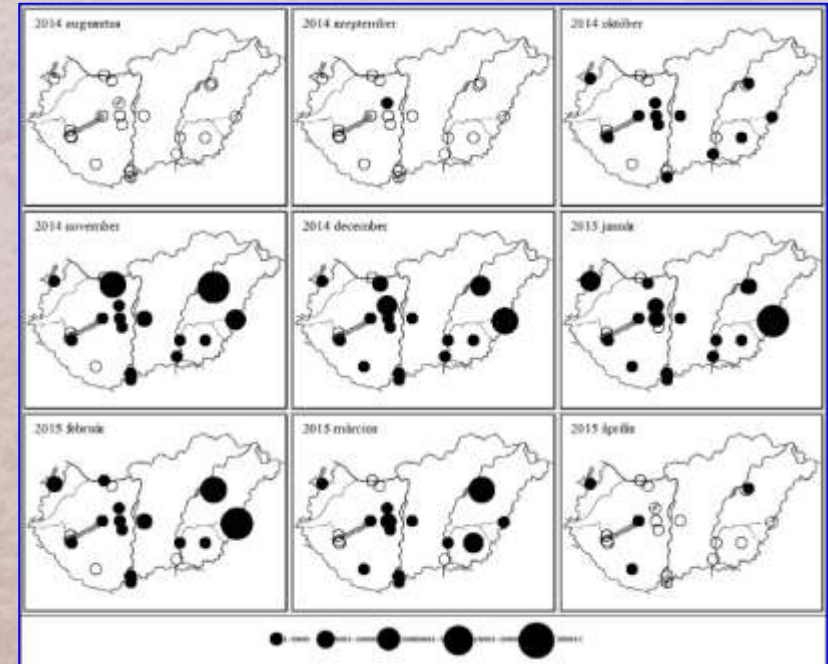 2014 augusztus
2014 szeptember
2014 október
2014 november
2014 december
2015 január
2015 február
2015 március
2015 április